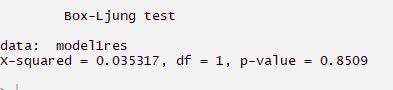 Box-Ljung test
data:  model1res
X-squared = 0.035317, df = 1, p-value = 0.8509